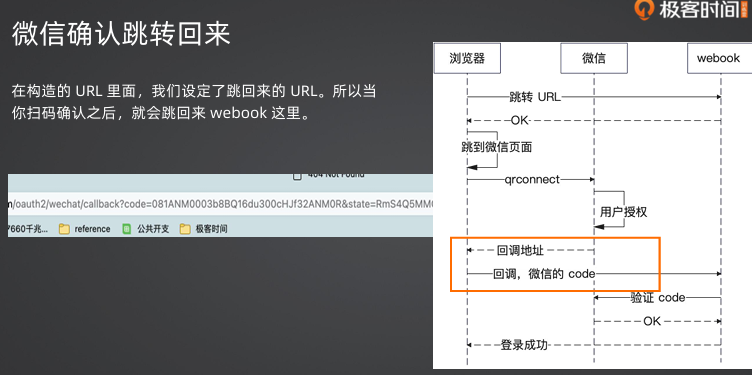 微信确认跳转回来
极客时间
在构造的 URL 里面，我们设定了跳回来的 URL。所以当
你扫码确认之后，就会跳回来 webook 这里。
404 Not Found
m/oauth2/wechat/callback?code=081ANM0003b8BQ16du300cHJf32ANM0R&state=RmS4Q5MM
7660千兆... reference 公共开支 极客时间
浏览器 微信 webook
跳转 URL
OK
跳到微信页面
qrconnect
用户授权
回调地址
回调，微信的 code
验证 code
OK
登录成功